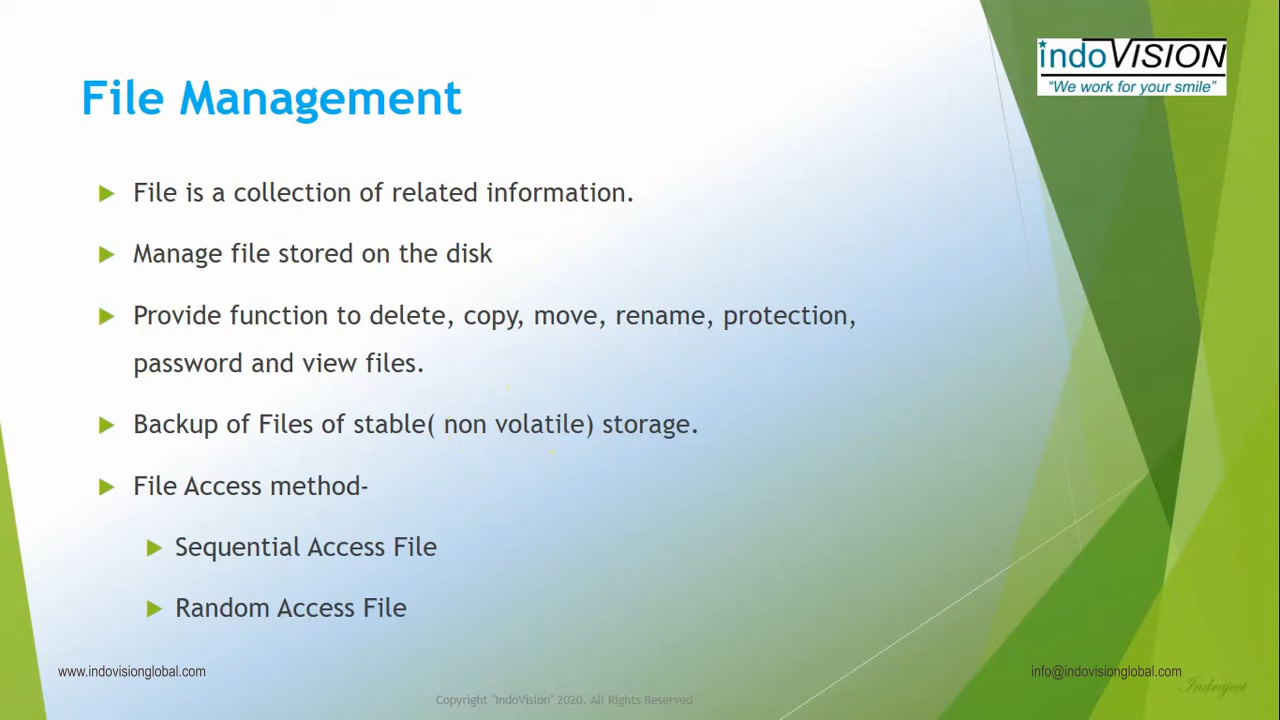 indoVISION
"We work for your smile"
File Management
File is a collection of related information.
Manage file stored on the disk
Provide function to delete, copy, move, rename, protection,
password and view files.
Backup of Files of stable( non volatile) storage.
File Access method-
Sequential Access File
Random Access File
www.indovisionglobal.com
info@indovisionglobal.com
Indrajeet
Copyright "IndoVision" 2020. All Rights Reserved